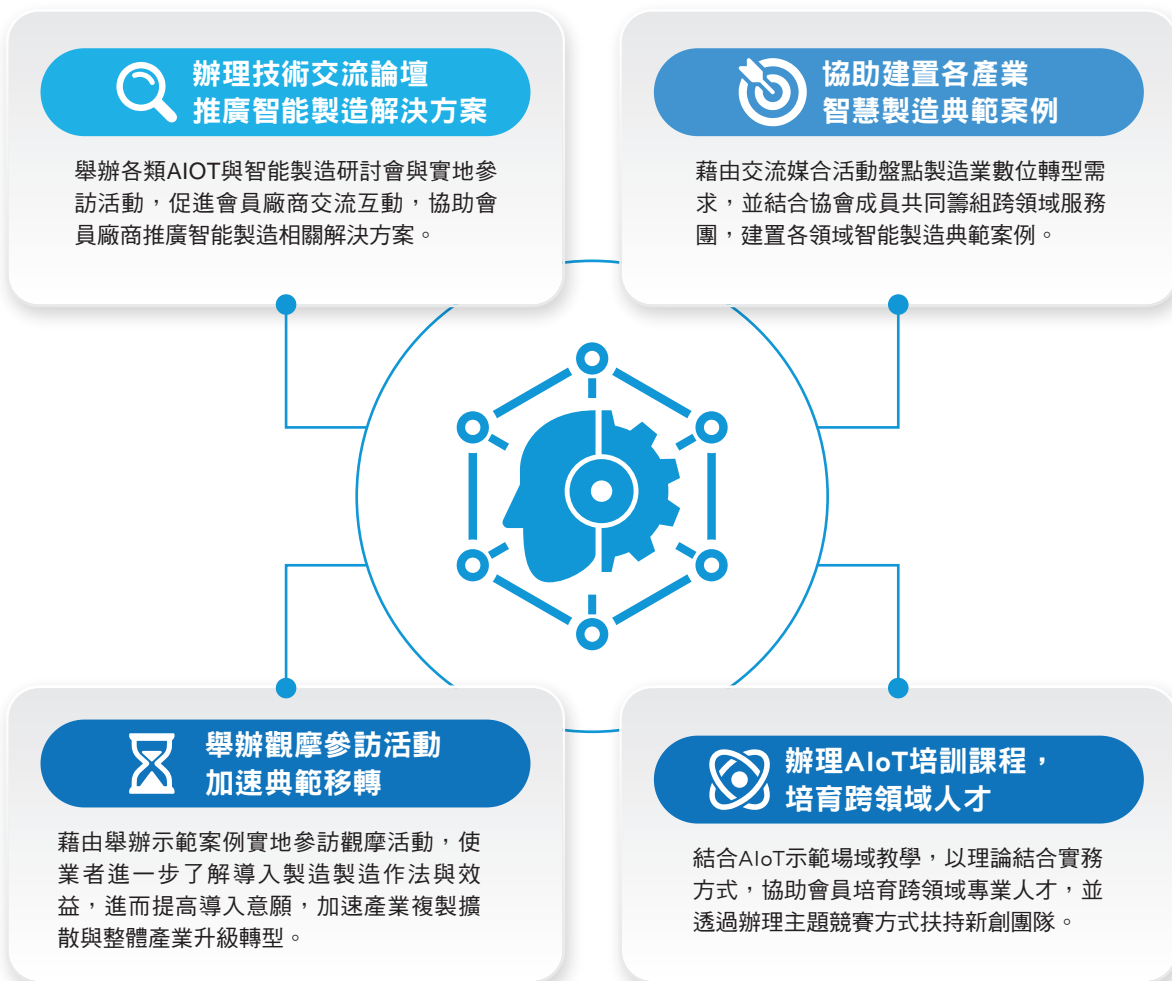 辦理技術交流論壇
推廣智能製造解決方案
舉辦各類AIOT與智能製造研討會與實地參
訪活動，促進會員廠商交流互動，協助會
員廠商推廣智能製造相關解決方案。
協助建置各產業
智慧製造典範案例
藉由交流媒合活動盤點製造業數位轉型需
求，並結合協會成員共同籌組跨領域服務
團，建置各領域智能製造典範案例。
舉辦觀摩參訪活動
加速典範移轉
藉由舉辦示範案例實地參訪觀摩活動，使
業者進一步了解導入製造製造作法與效
益，進而提高導入意願，加速產業複製擴
散與整體產業升級轉型。
辦理AIoT培訓課程，
培育跨領域人才
結合AIoT示範場域教學，以理論結合實務
方式，協助會員培育跨領域專業人才，並
透過辦理主題競賽方式扶持新創團隊。